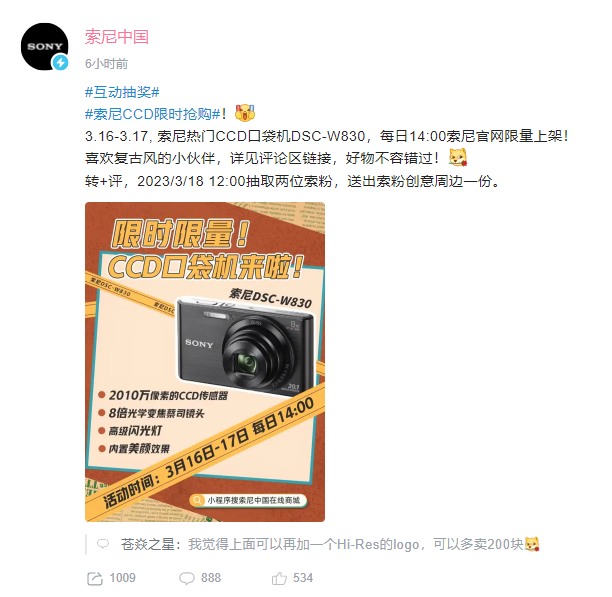 SONY
索尼中国
6小时前
#互动抽奖#
#索尼CCD限时抢购#！
3.16-3.17, 索尼热门CCD口袋机DSC-W830，每日14:00索尼官网限量上架！
喜欢复古风的小伙伴，详见评论区链接，好物不容错过！
转+评，2023/3/18 12:00抽取两位索粉，送出索粉创意周边一份。
限时限量！
CCD口袋机来啦！
索尼DSC-W830
索尼DSC-W830
SONY
2010万像素的CCD传感器
8倍光学变焦蔡司镜头
高级闪光灯
内置美颜效果
活动时间：3月16日-17日 每日14:00
小程序搜索尼中国在线商城
苍焱之星：我觉得上面可以再加一个Hi-Res的logo，可以多卖200块
1009
888
534